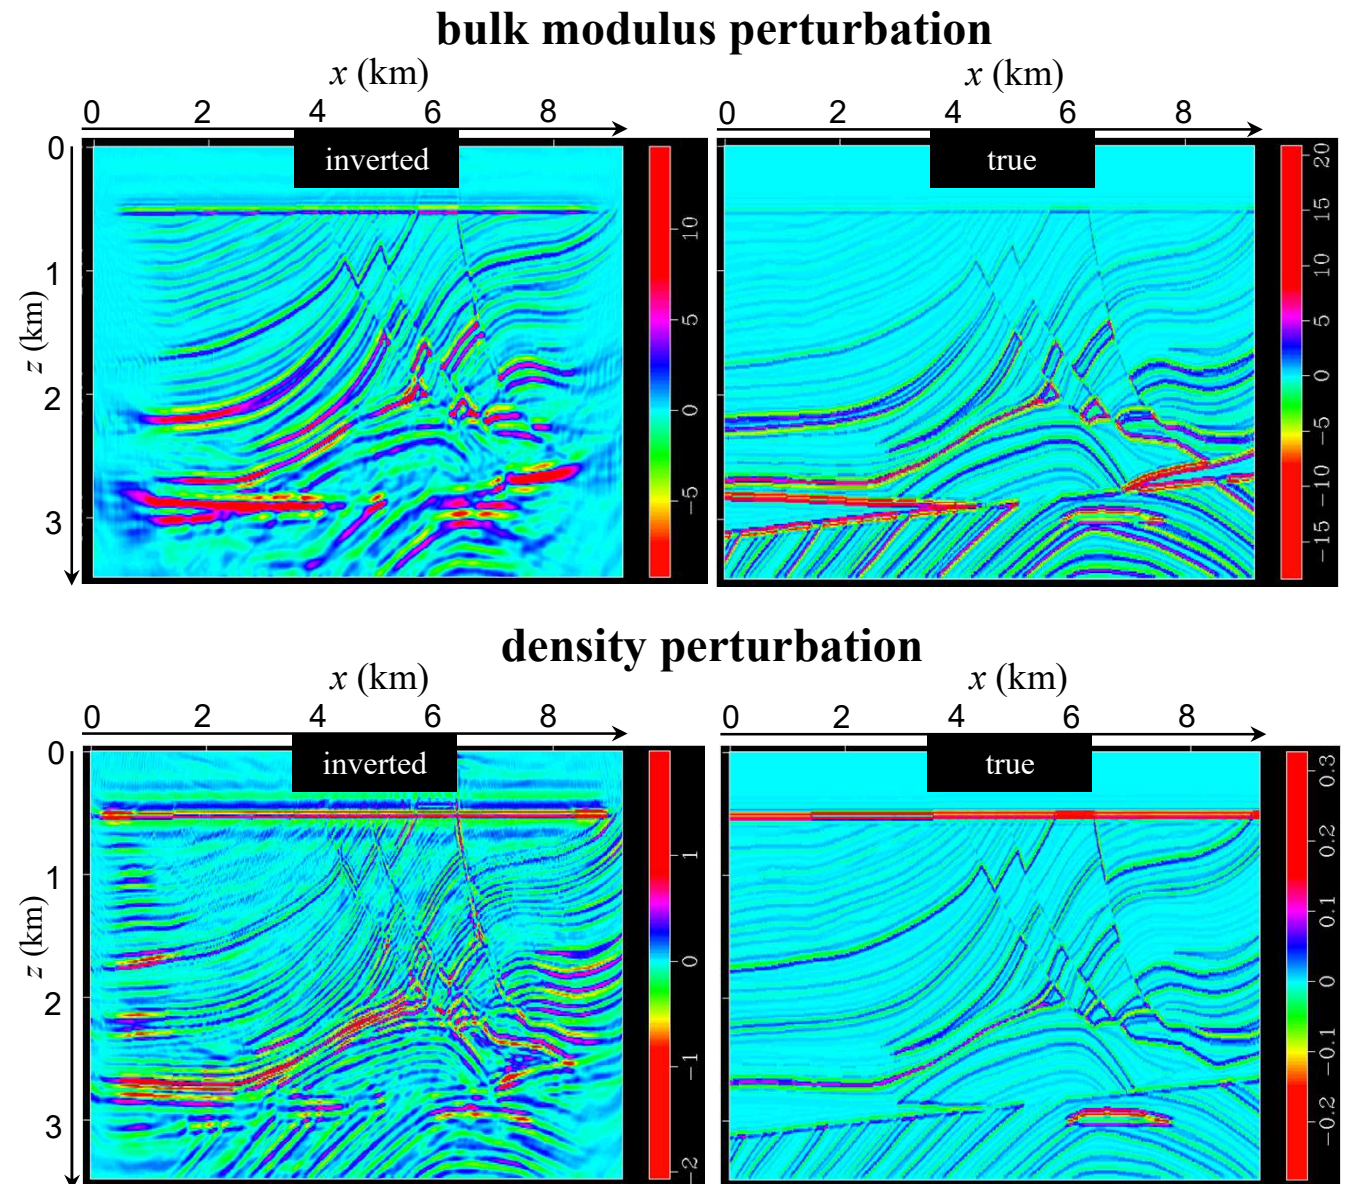 bulk modulus perturbation
x (km)
x (km)
0 2 4 6 8
0 2 4 6 8
inverted
true
0
1
2
3
z (km)
10
5
0
−5
20
15
10
5
0
−5
−10
−15
density perturbation
x (km)
x (km)
0 2 4 6 8
0 2 4 6 8
inverted
true
0
1
2
3
z (km)
1
0
−1
−2
0.3
0.2
0.1
0
−0.1
−0.2